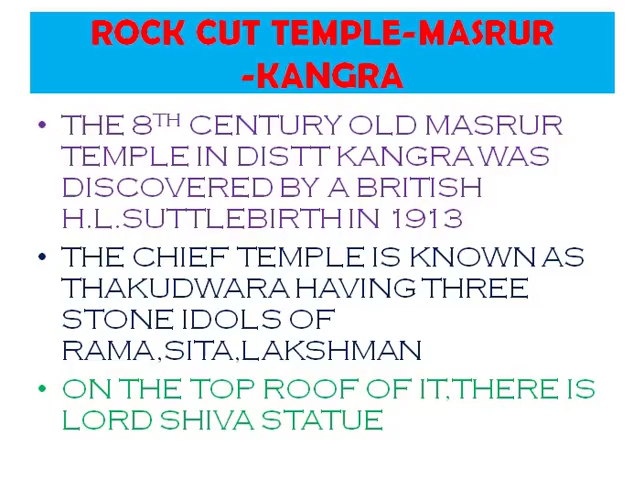 ROCK CUT TEMPLE-MASRUR
-KANGRA
• THE 8TH CENTURY OLD MASRUR
TEMPLE IN DISTT KANGRA WAS
DISCOVERED BY A BRITISH
H.L.SUTTLEBIRTH IN 1913
• THE CHIEF TEMPLE IS KNOWN AS
THAKUDWARA HAVING THREE
STONE IDOLS OF
RAMA,SITA,LAKSHMAN
• ON THE TOP ROOF OF IT,THERE IS
LORD SHIVA STATUE